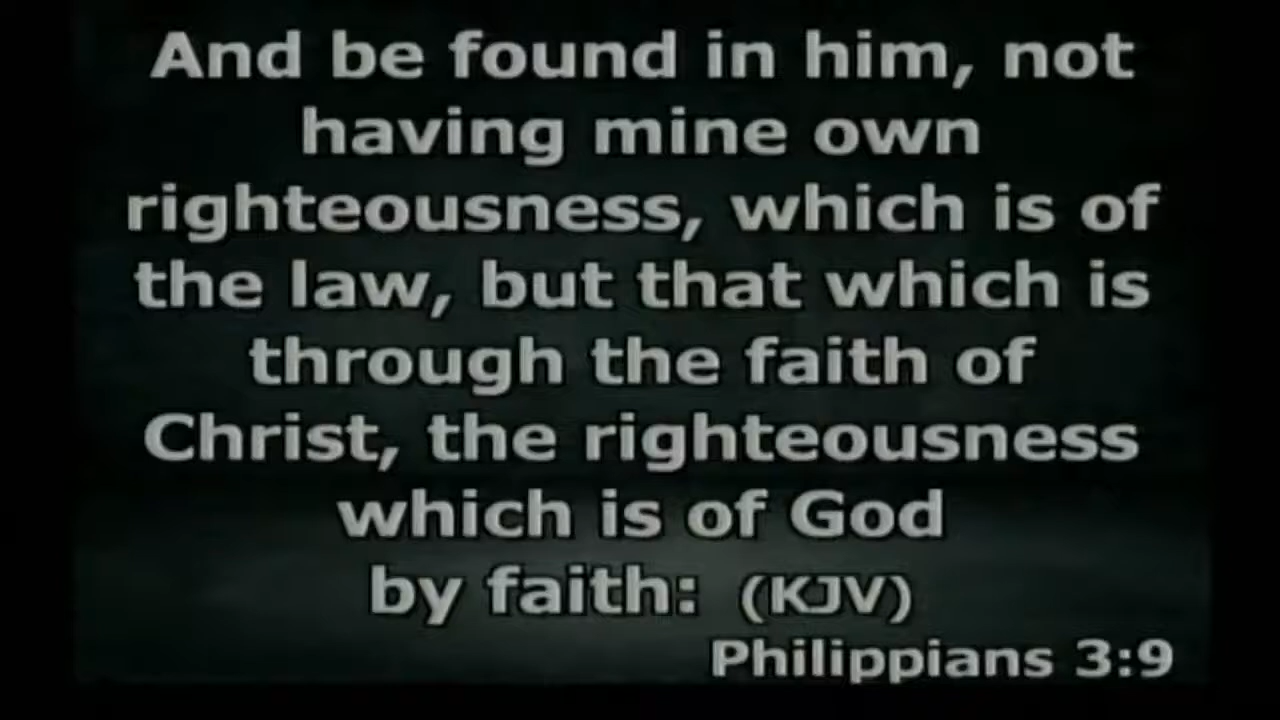 And be found in him, not
having mine own
righteousness, which is of
the law, but that which is
through the faith of
Christ, the righteousness
which is of God
by faith: (KJV)
Philippians 3:9